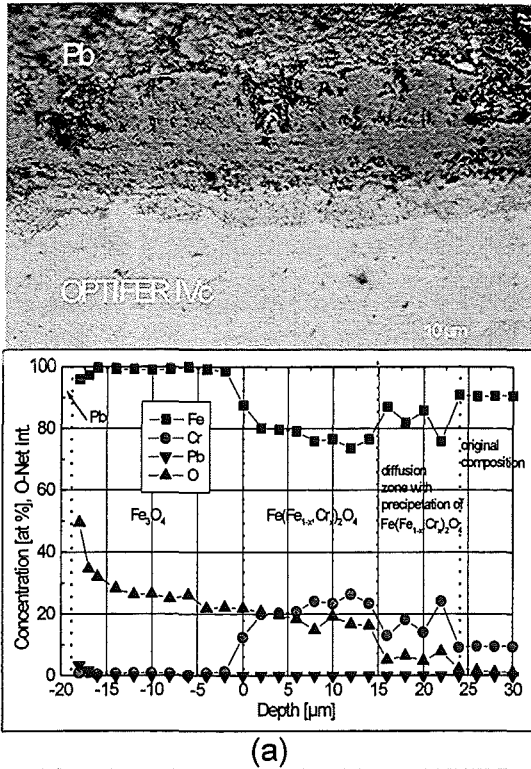 Pb
OPTIFER IVc
10 µm
Concentration [at %], O-Net Int.
100
80
60
40
20
0
Pb
Fe
Cr
Pb
O
Fe3O4
Fe(Fe1-x,Crx)2O4
diffusion
zone with
precipetation of
Fe(Fe1-x,Crx)2O4
original
composition
-20 -15 -10 -5 0 5 10 15 20 25 30
Depth [µm]
(a)